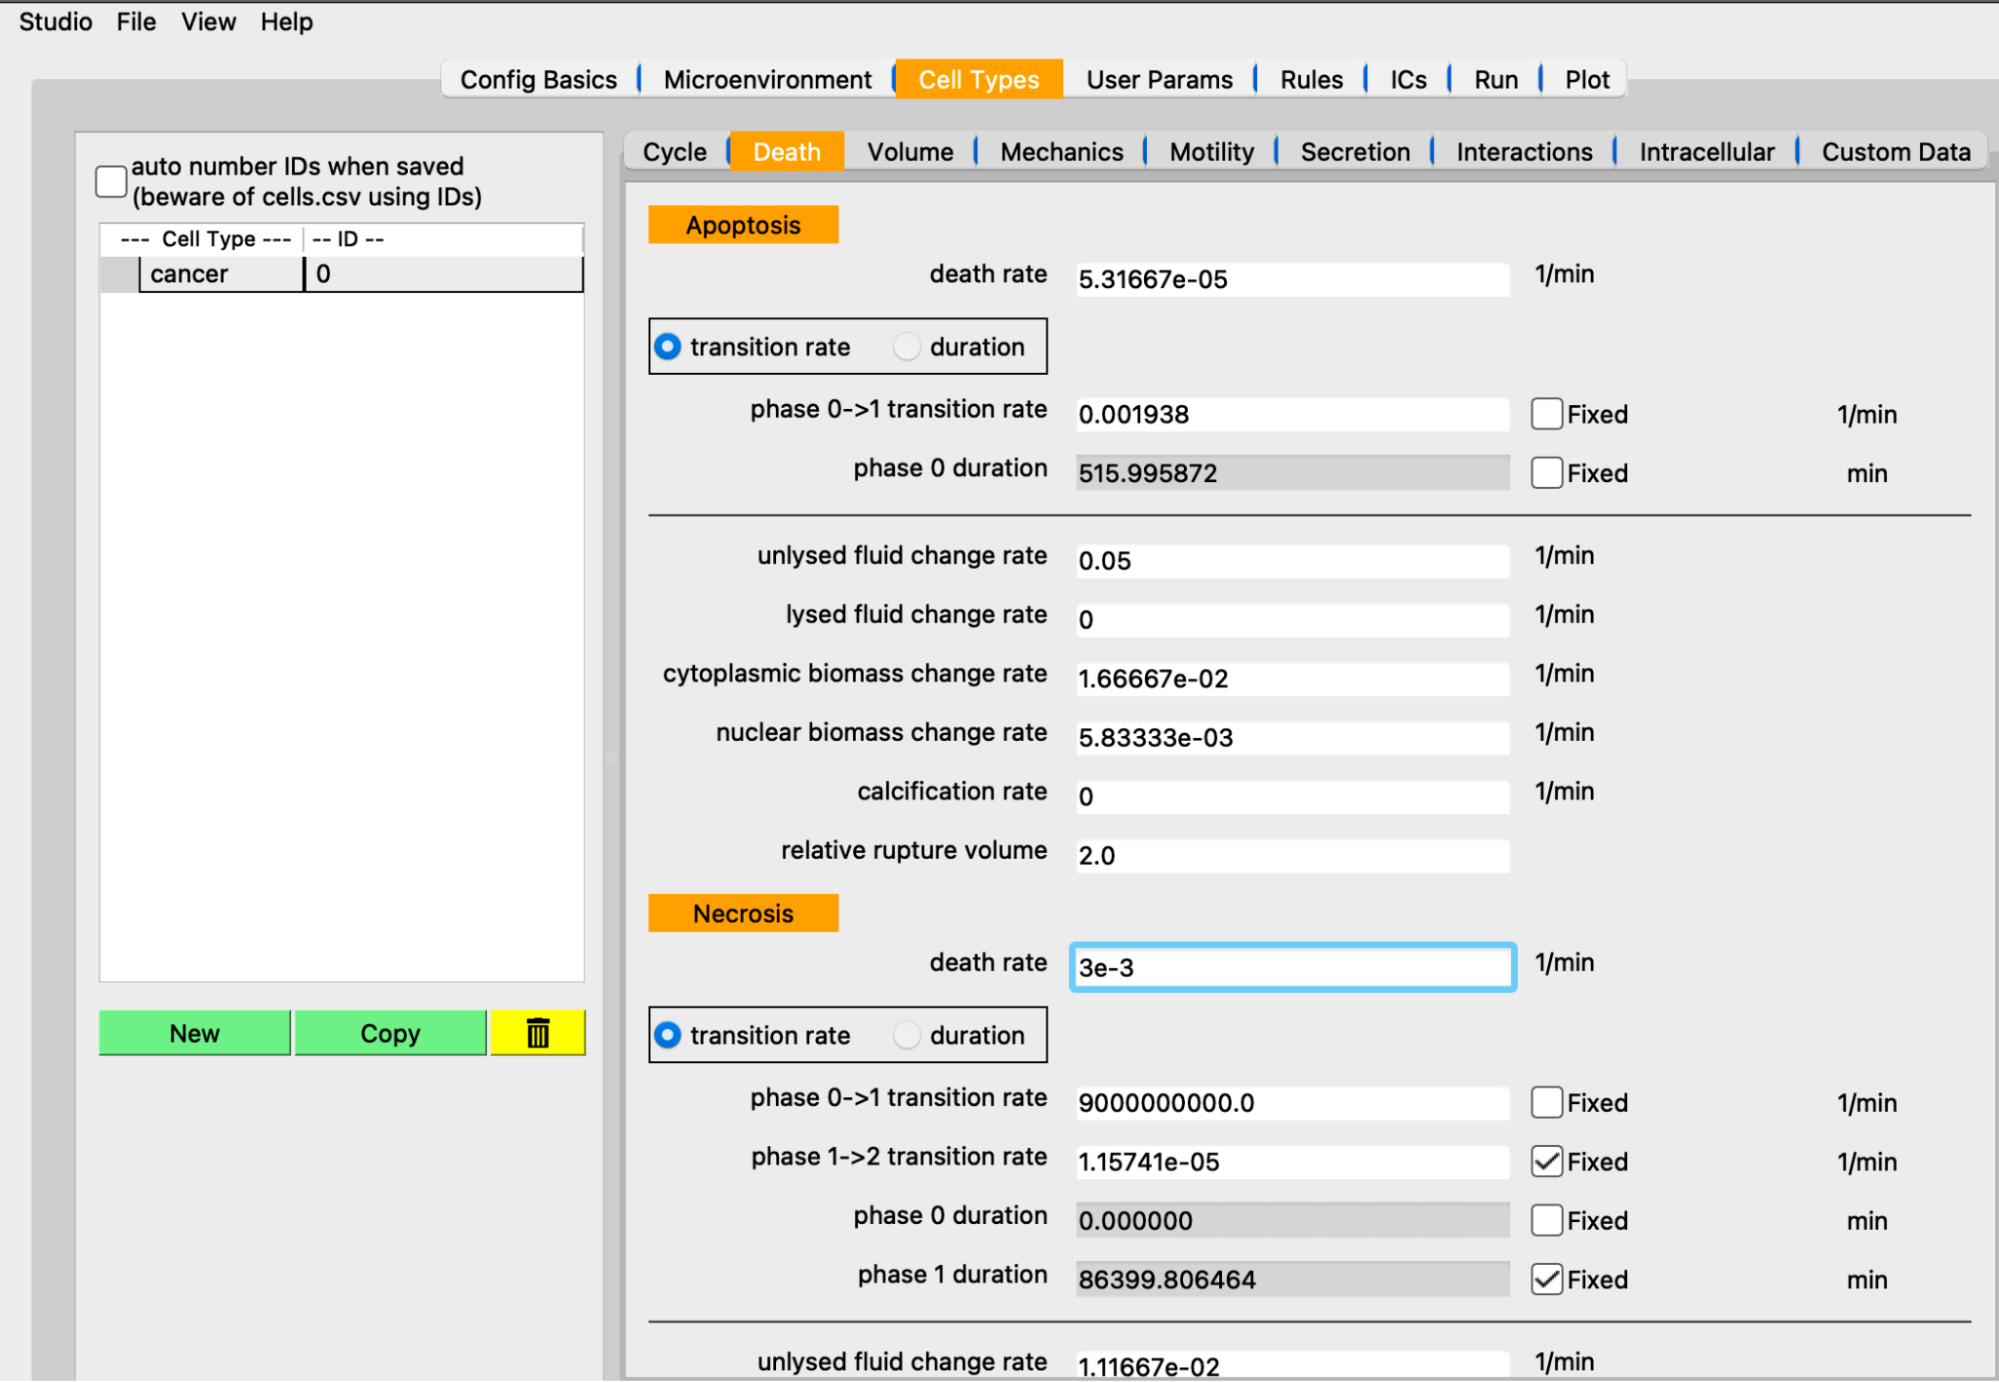 Studio File View Help
Config Basics Microenvironment Cell Types User Params Rules ICs Run Plot
auto number IDs when saved
(beware of cells.csv using IDs)
--- Cell Type --- -- ID --
cancer 0
New Copy
Cycle Death Volume Mechanics Motility Secretion Interactions Intracellular Custom Data
Apoptosis
death rate 5.31667e-05 1/min
transition rate duration
phase 0->1 transition rate 0.001938 Fixed 1/min
phase 0 duration 515.995872 Fixed min
unlysed fluid change rate 0.05 1/min
lysed fluid change rate 0 1/min
cytoplasmic biomass change rate 1.66667e-02 1/min
nuclear biomass change rate 5.83333e-03 1/min
calcification rate 0 1/min
relative rupture volume 2.0
Necrosis
death rate 3e-3 1/min
transition rate duration
phase 0->1 transition rate 9000000000.0 Fixed 1/min
phase 1->2 transition rate 1.15741e-05 Fixed 1/min
phase 0 duration 0.000000 Fixed min
phase 1 duration 86399.806464 Fixed min
unlysed fluid change rate 1.11667e-02 1/min